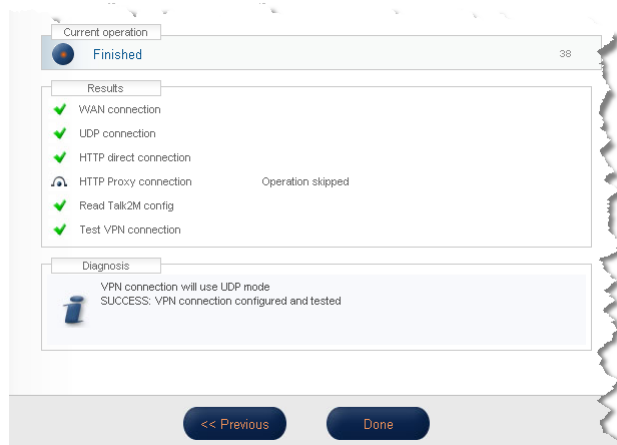 Current operation
Finished 38
Results
WAN connection
UDP connection
HTTP direct connection
HTTP Proxy connection Operation skipped
Read Talk2M config
Test VPN connection
Diagnosis
VPN connection will use UDP mode
SUCCESS: VPN connection configured and tested
<< Previous Done